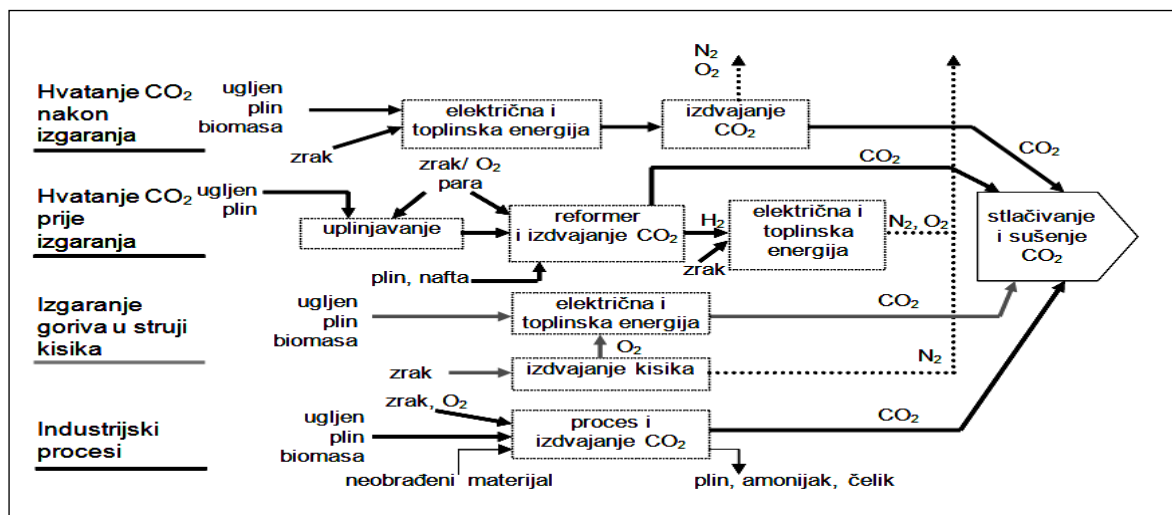 Hvatanje CO₂
nakon
izgaranja
ugljen
plin
biomasa
zrak
električna i
toplinska energija
izdvajanje
CO₂
N₂
O₂
CO₂
Hvatanje CO₂
prije
izgaranja
ugljen
plin
zrak/ O₂
para
uplinjavanje
reformer
i izdvajanje CO₂
plin, nafta
CO₂
H₂
zrak
električna i
toplinska
energija
N₂, O₂
stlačivanje
i sušenje
CO₂
Izgaranje
goriva u struji
kisika
ugljen
plin
biomasa
električna i
toplinska energija
CO₂
O₂
zrak
izdvajanje kisika
N₂
Industrijski
procesi
zrak, O₂
ugljen
plin
biomasa
proces i
izdvajanje CO₂
CO₂
neobrađeni materijal
plin, amonijak, čelik